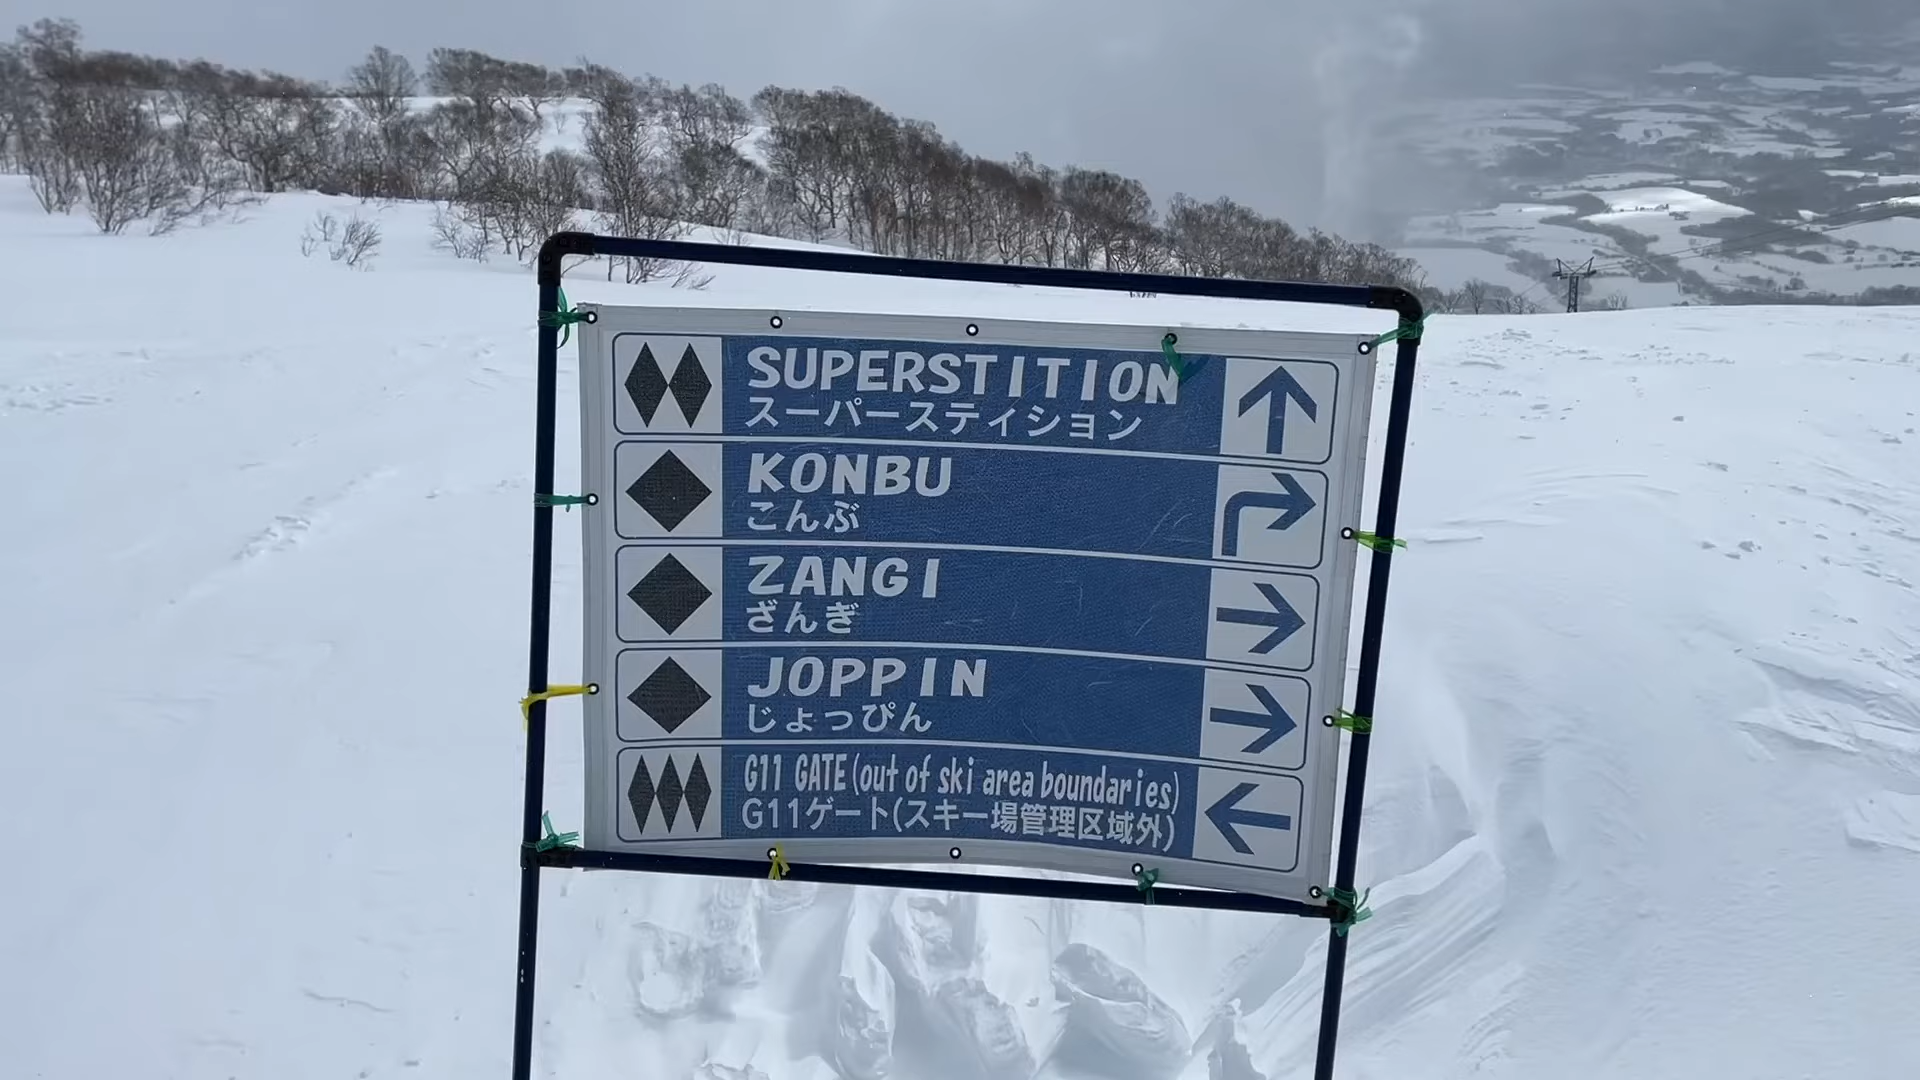 SUPERSTITION
スーパースティション
KONBU
こんぶ
ZANGI
ざんぎ
JOPPIN
じょっぴん
G11 GATE (out of ski area boundaries)
G11ゲート(スキー場管理区域外)